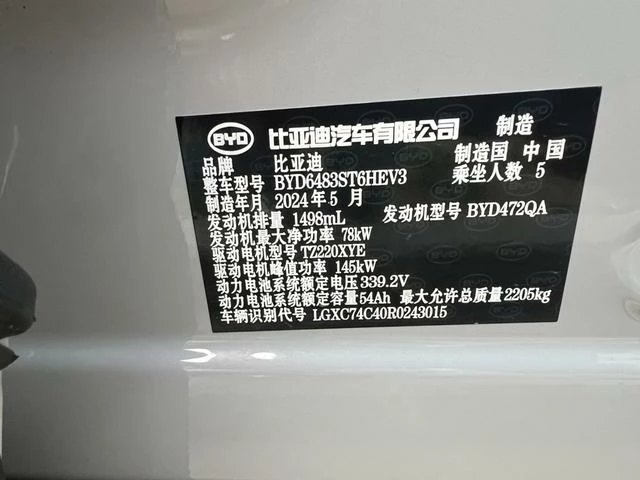 BYD 比亚迪汽车有限公司 制造
品牌 比亚迪 制造国 中国
整车型号 BYD6483ST6HEV3 乘坐人数 5
制造年月 2024年5月
发动机排量 1498mL 发动机型号 BYD472QA
发动机最大净功率 78kW
驱动电机型号 TZ220XYE
驱动电机峰值功率 145kW
动力电池系统额定电压 339.2V
动力电池系统额定容量 54Ah 最大允许总质量 2205kg
车辆识别代号 LGXC74C40R0243015